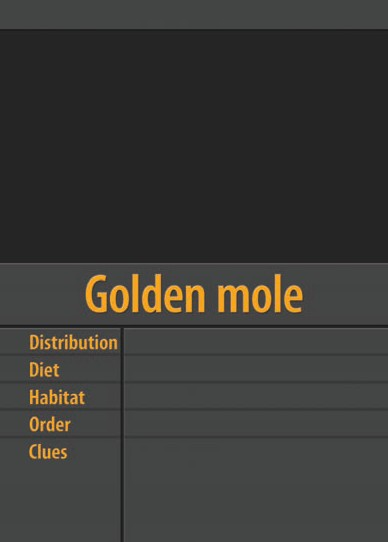 Golden mole
Distribution
Diet
Habitat
Order
Clues